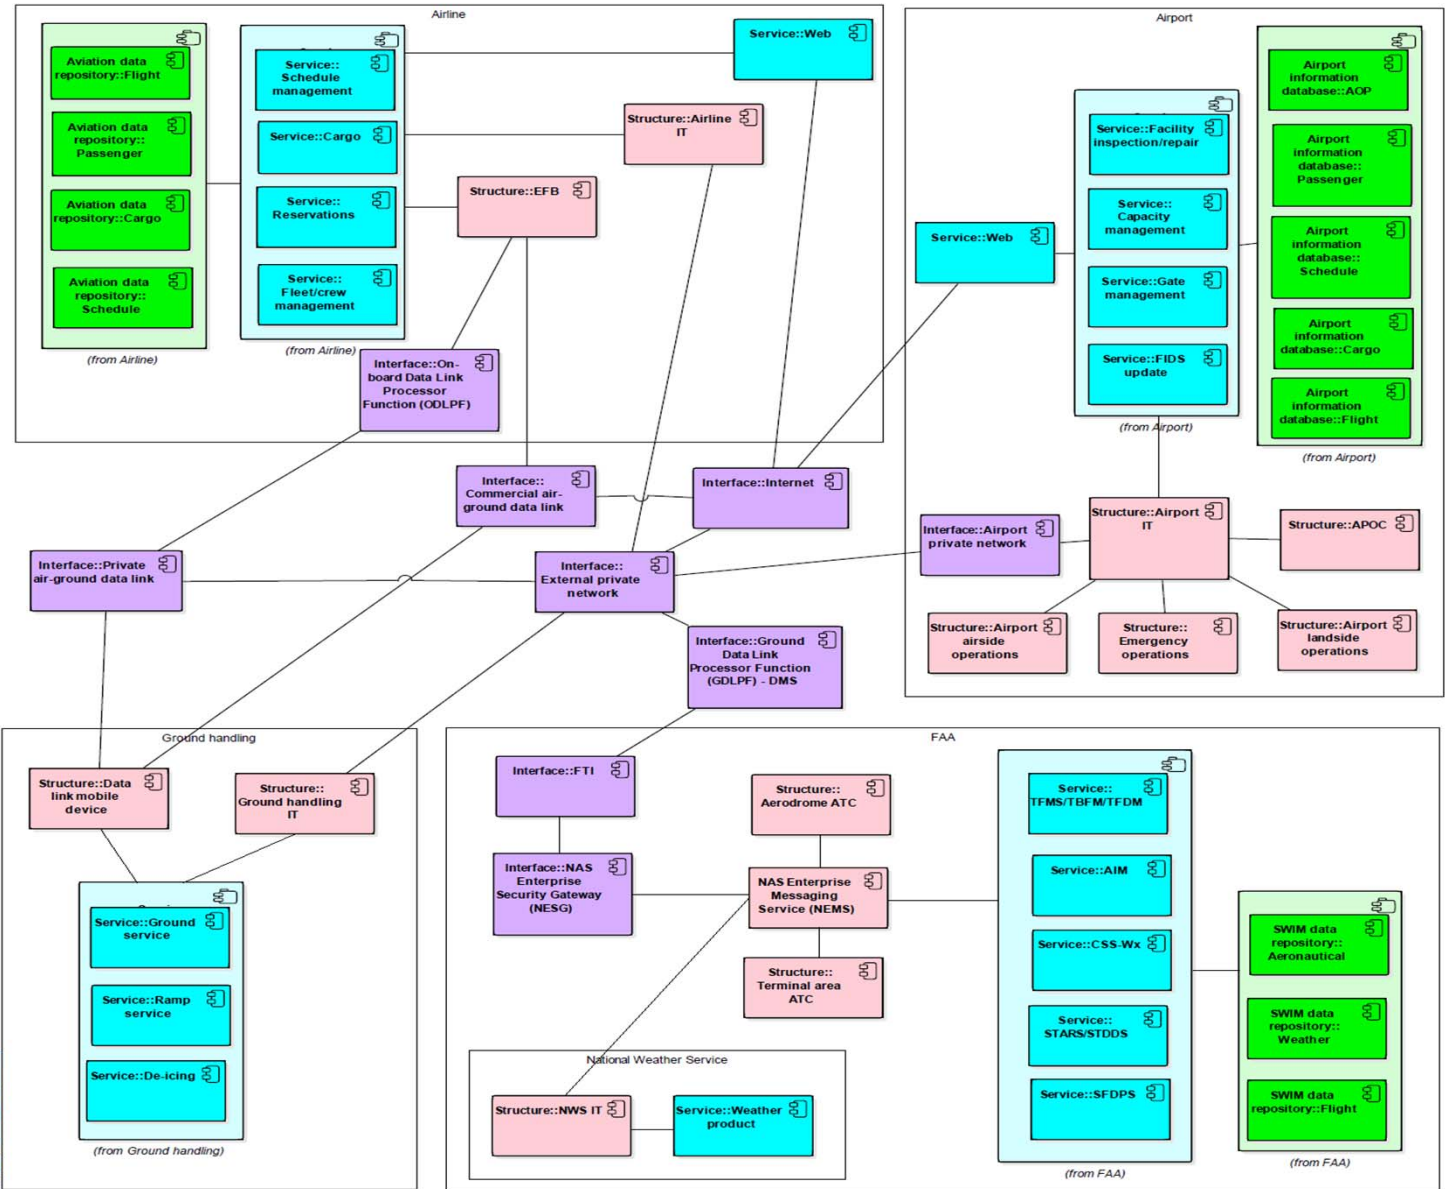 Airline
Aviation data
repository::Flight
Aviation data
repository::
Passenger
Aviation data
repository::Cargo
Aviation data
repository::
Schedule
(from Airline)
Service::
Schedule
management
Service::Cargo
Service::
Reservations
Service::
Fleet/crew
management
(from Airline)
Service::Web
Structure::Airline
IT
Structure::EFB
Interface::On-
board Data Link
Processor
Function (ODLPF)
Airport
Service::Web
Service::Facility
inspection/repair
Service::
Capacity
management
Service::Gate
management
Service::FIDS
update
(from Airport)
Airport
information
database::AOP
Airport
information
database::
Passenger
Airport
information
database::
Schedule
Airport
information
database::Cargo
Airport
information
database::Flight
(from Airport)
Interface::Airport
private network
Structure::Airport
IT
Structure::APOC
Structure::Airport
airside
operations
Structure::
Emergency
operations
Structure::Airport
landside
operations
Interface::
Commercial air-
ground data link
Interface::Internet
Interface::Private
air-ground data link
Interface::
External private
network
Interface::Ground
Data Link
Processor Function
(GDLPF) - DMS
Ground handling
Structure::Data
link mobile
device
Structure::
Ground handling
IT
Service::Ground
service
Service::Ramp
service
Service::De-icing
(from Ground handling)
FAA
Interface::FTI
Interface::NAS
Enterprise
Security Gateway
(NESG)
Structure::
Aerodrome ATC
NAS Enterprise
Messaging
Service (NEMS)
Structure::
Terminal area
ATC
National Weather Service
Structure::NWS IT
Service::Weather
product
Service::
TFMS/TBFM/TFDM
Service::AIM
Service::CSS-Wx
Service::
STARS/STDDS
Service::SFDPS
(from FAA)
SWIM data
repository::
Aeronautical
SWIM data
repository::
Weather
SWIM data
repository::Flight
(from FAA)